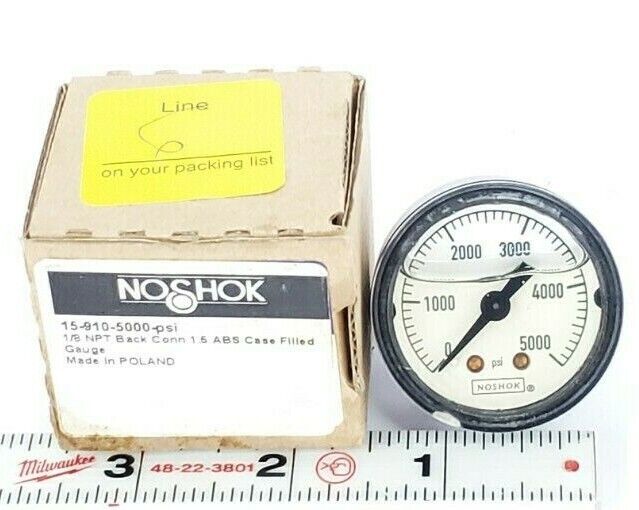 Line
6
on your packing list
NOSHOK
15-910-5000-psi
1/8 NPT Back Conn 1.5 ABS Case Filled
Gauge
Made In POLAND
2000 3000
1000 4000
0 psi 5000
NOSHOK ®
Milwaukee 3 48-22-3801 2 1